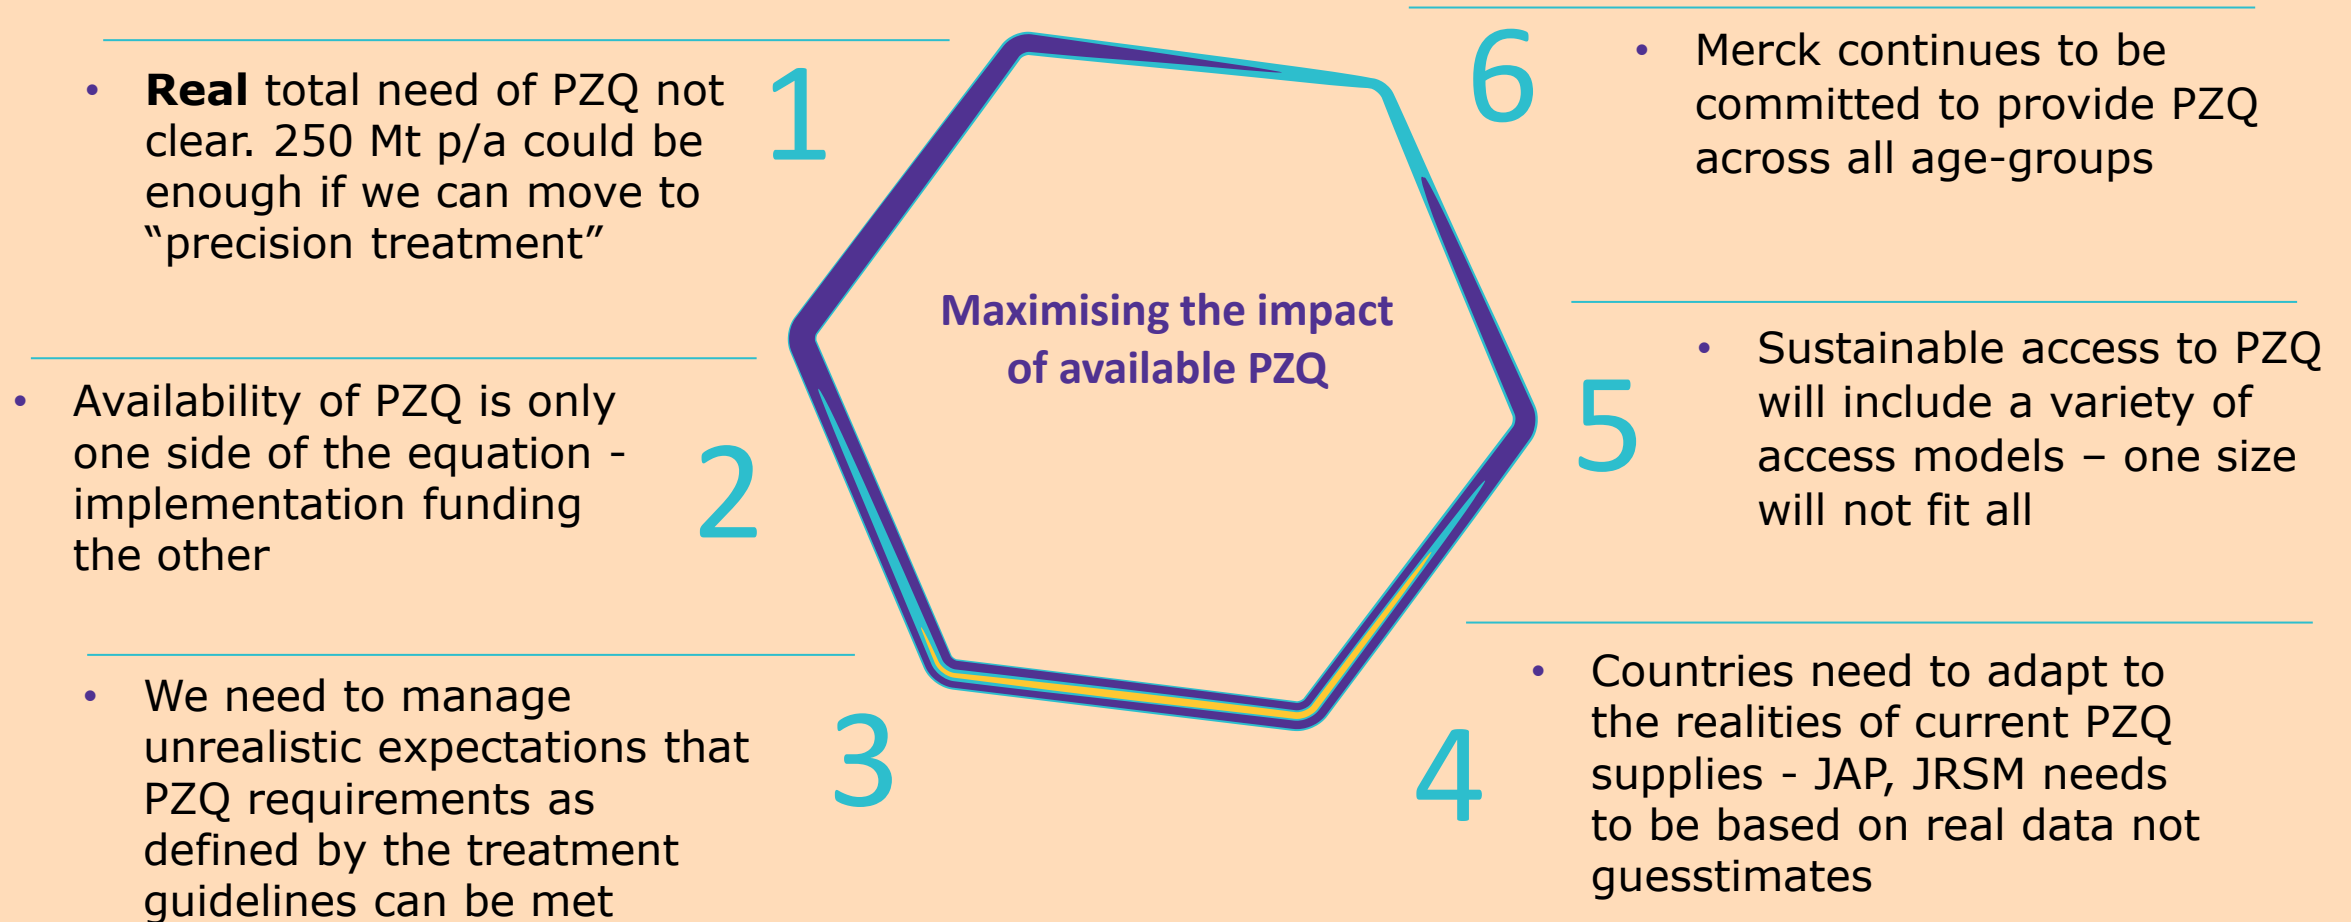 1
• Real total need of PZQ not
clear. 250 Mt p/a could be
enough if we can move to
“precision treatment”
2
• Availability of PZQ is only
one side of the equation -
implementation funding
the other
3
• We need to manage
unrealistic expectations that
PZQ requirements as
defined by the treatment
guidelines can be met
Maximising the impact
of available PZQ
4
• Countries need to adapt to
the realities of current PZQ
supplies - JAP, JRSM needs
to be based on real data not
guesstimates
5
• Sustainable access to PZQ
will include a variety of
access models – one size
will not fit all
6
• Merck continues to be
committed to provide PZQ
across all age-groups